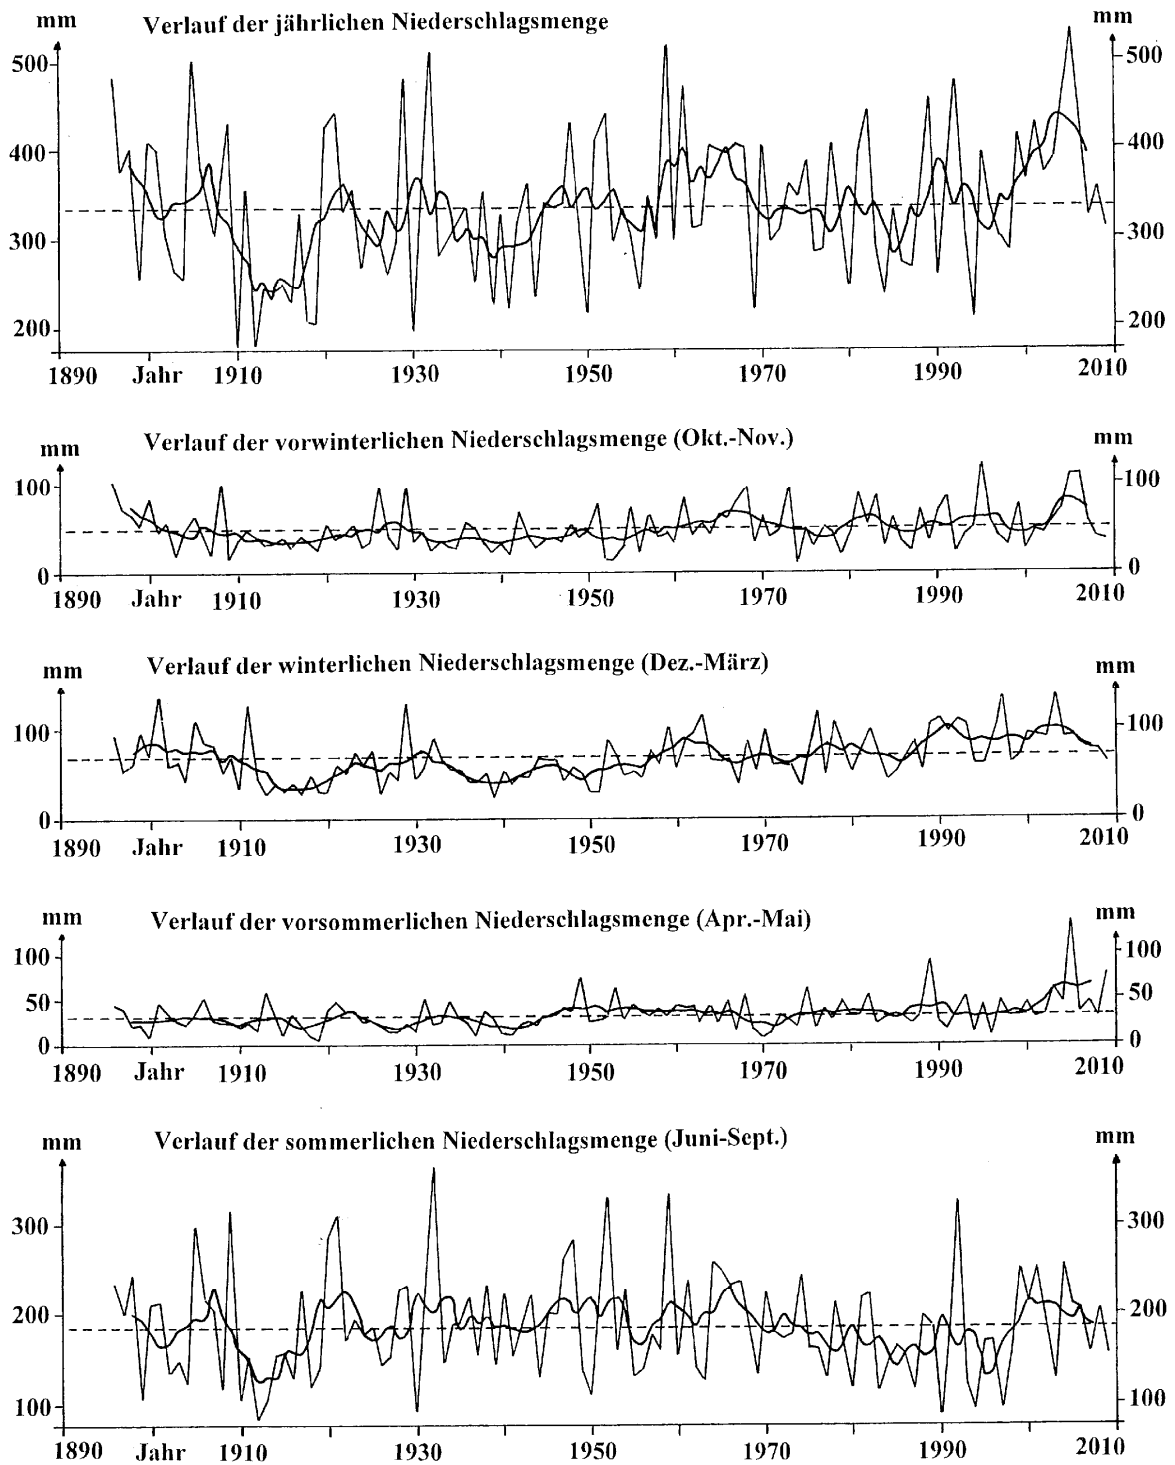 mm Verlauf der jährlichen Niederschlagsmenge mm
500 500
400 400
300 300
200 200
1890 Jahr 1910 1930 1950 1970 1990 2010
mm Verlauf der vorwinterlichen Niederschlagsmenge (Okt.-Nov.) mm
100 100
0 0
1890 Jahr 1910 1930 1950 1970 1990 2010
mm Verlauf der winterlichen Niederschlagsmenge (Dez.-März) mm
100 100
0 0
1890 Jahr 1910 1930 1950 1970 1990 2010
mm Verlauf der vorsommerlichen Niederschlagsmenge (Apr.-Mai) mm
100 100
50 50
0 0
1890 Jahr 1910 1930 1950 1970 1990 2010
mm Verlauf der sommerlichen Niederschlagsmenge (Juni-Sept.) mm
300 300
200 200
100 100
1890 Jahr 1910 1930 1950 1970 1990 2010